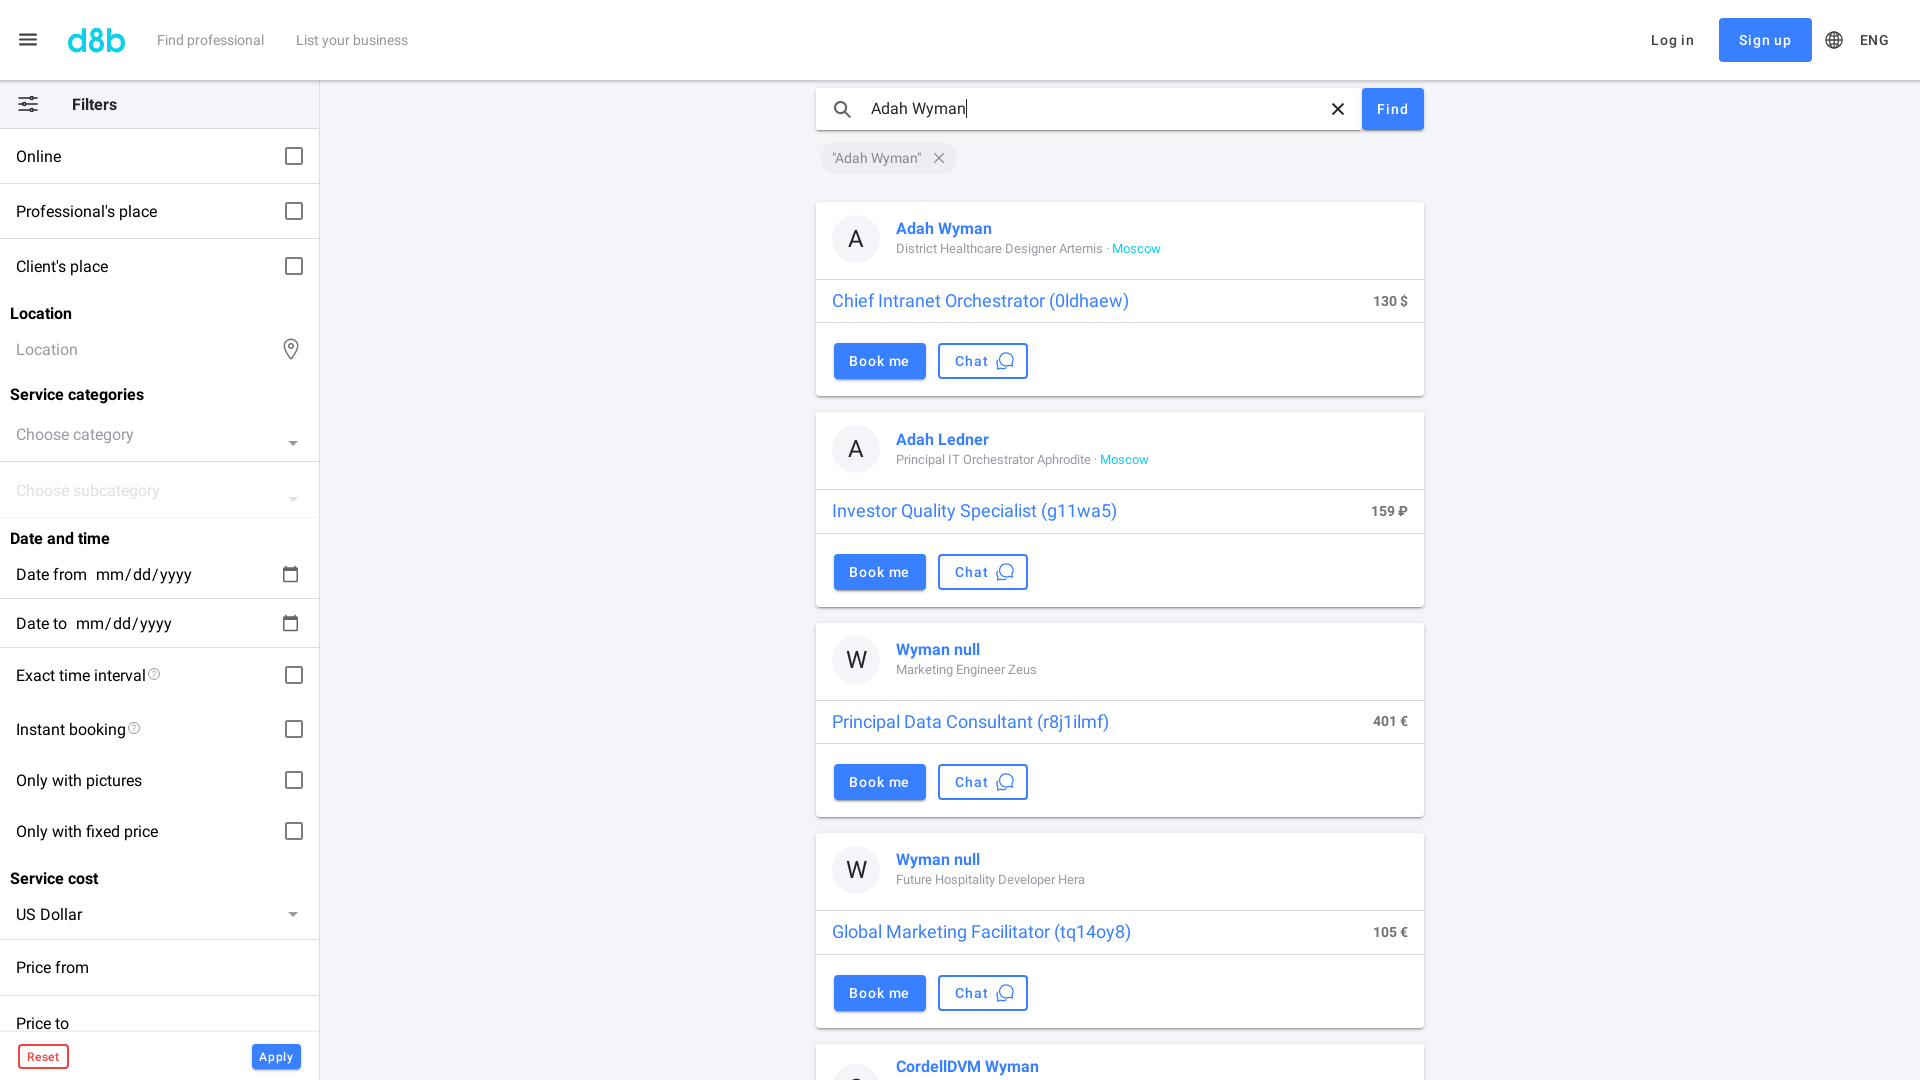 d8b
Find professional
List your business
Log in
Sign up
ENG
Filters
Online
Professional's place
Client's place
Location
Location
Service categories
Choose category
Choose subcategory
Date and time
Date from mm/dd/yyyy
Date to mm/dd/yyyy
Exact time interval
Instant booking
Only with pictures
Only with fixed price
Service cost
US Dollar
Price from
Price to
Reset
Apply
Adah Wyman
Find
"Adah Wyman"
A
Adah Wyman
District Healthcare Designer Artemis · Moscow
Chief Intranet Orchestrator (0ldhaew)
130 $
Book me
Chat
A
Adah Ledner
Principal IT Orchestrator Aphrodite · Moscow
Investor Quality Specialist (g11wa5)
159 ₽
Book me
Chat
W
Wyman null
Marketing Engineer Zeus
Principal Data Consultant (r8j1ilmf)
401 €
Book me
Chat
W
Wyman null
Future Hospitality Developer Hera
Global Marketing Facilitator (tq14oy8)
105 €
Book me
Chat
CordellDVM Wyman